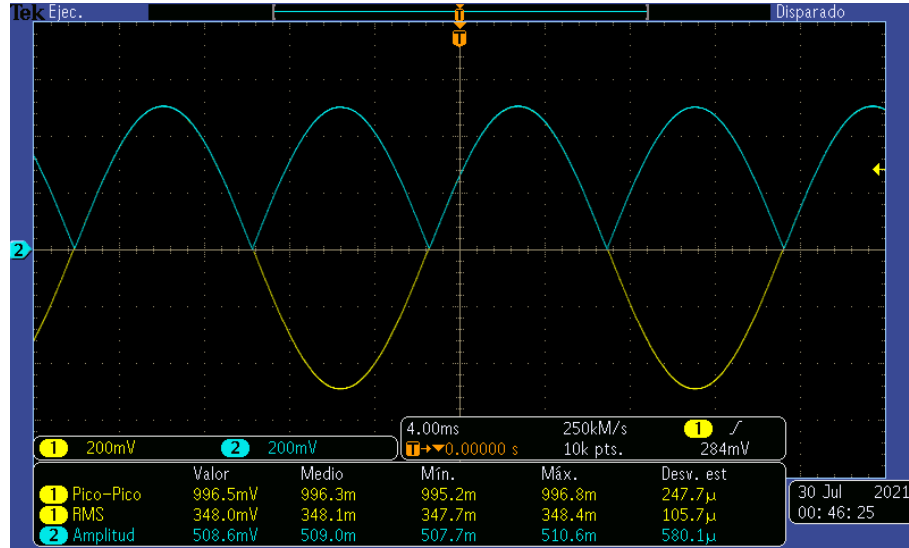 Tek Ejec. Disparado
T
T
2
1 200mV 2 200mV
4.00ms 250kM/s 1
T→▼0.00000 s 10k pts. 284mV
Valor Medio Mín. Máx. Desv. est
1 Pico-Pico 996.5mV 996.3m 995.2m 996.8m 247.7µ
1 RMS 348.0mV 348.1m 347.7m 348.4m 105.7µ
2 Amplitud 508.6mV 509.0m 507.7m 510.6m 580.1µ
30 Jul 2021
00:46:25